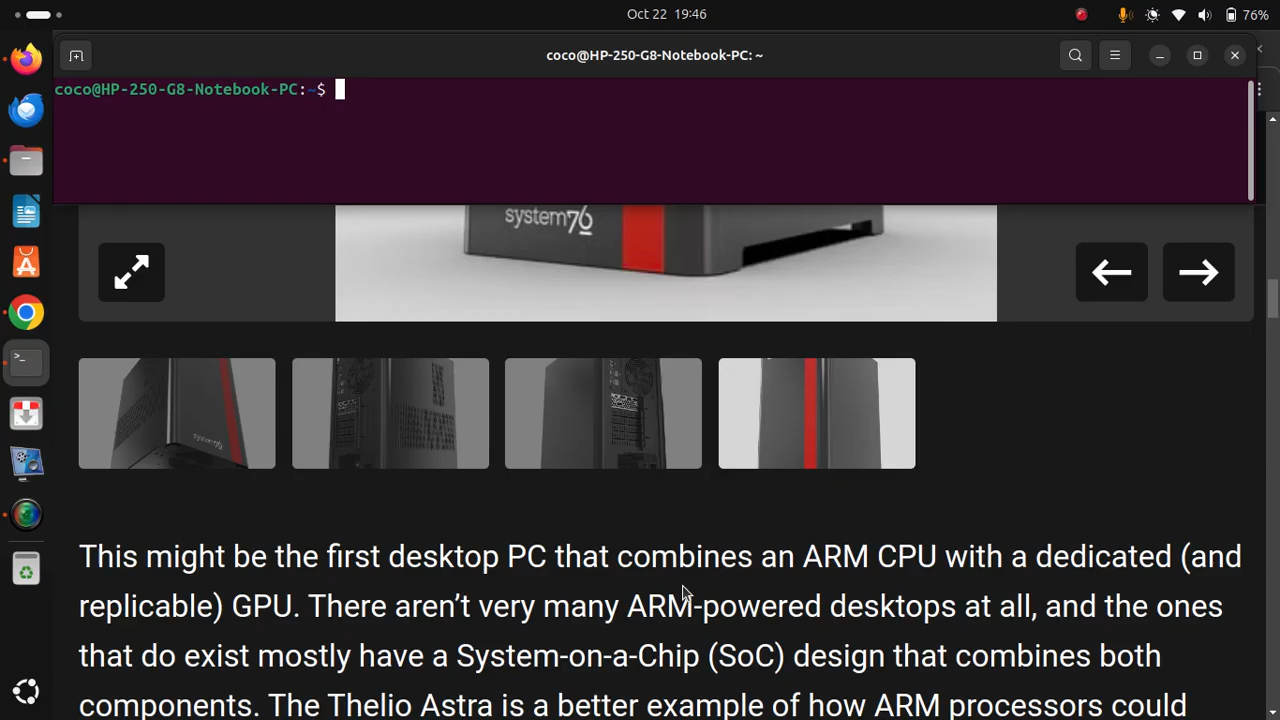 Oct 22 19:46
76%
coco@HP-250-G8-Notebook-PC: ~
coco@HP-250-G8-Notebook-PC:~$
system76
system76
This might be the first desktop PC that combines an ARM CPU with a dedicated (and
replicable) GPU. There aren’t very many ARM-powered desktops at all, and the ones
that do exist mostly have a System-on-a-Chip (SoC) design that combines both
components. The Thelio Astra is a better example of how ARM processors could